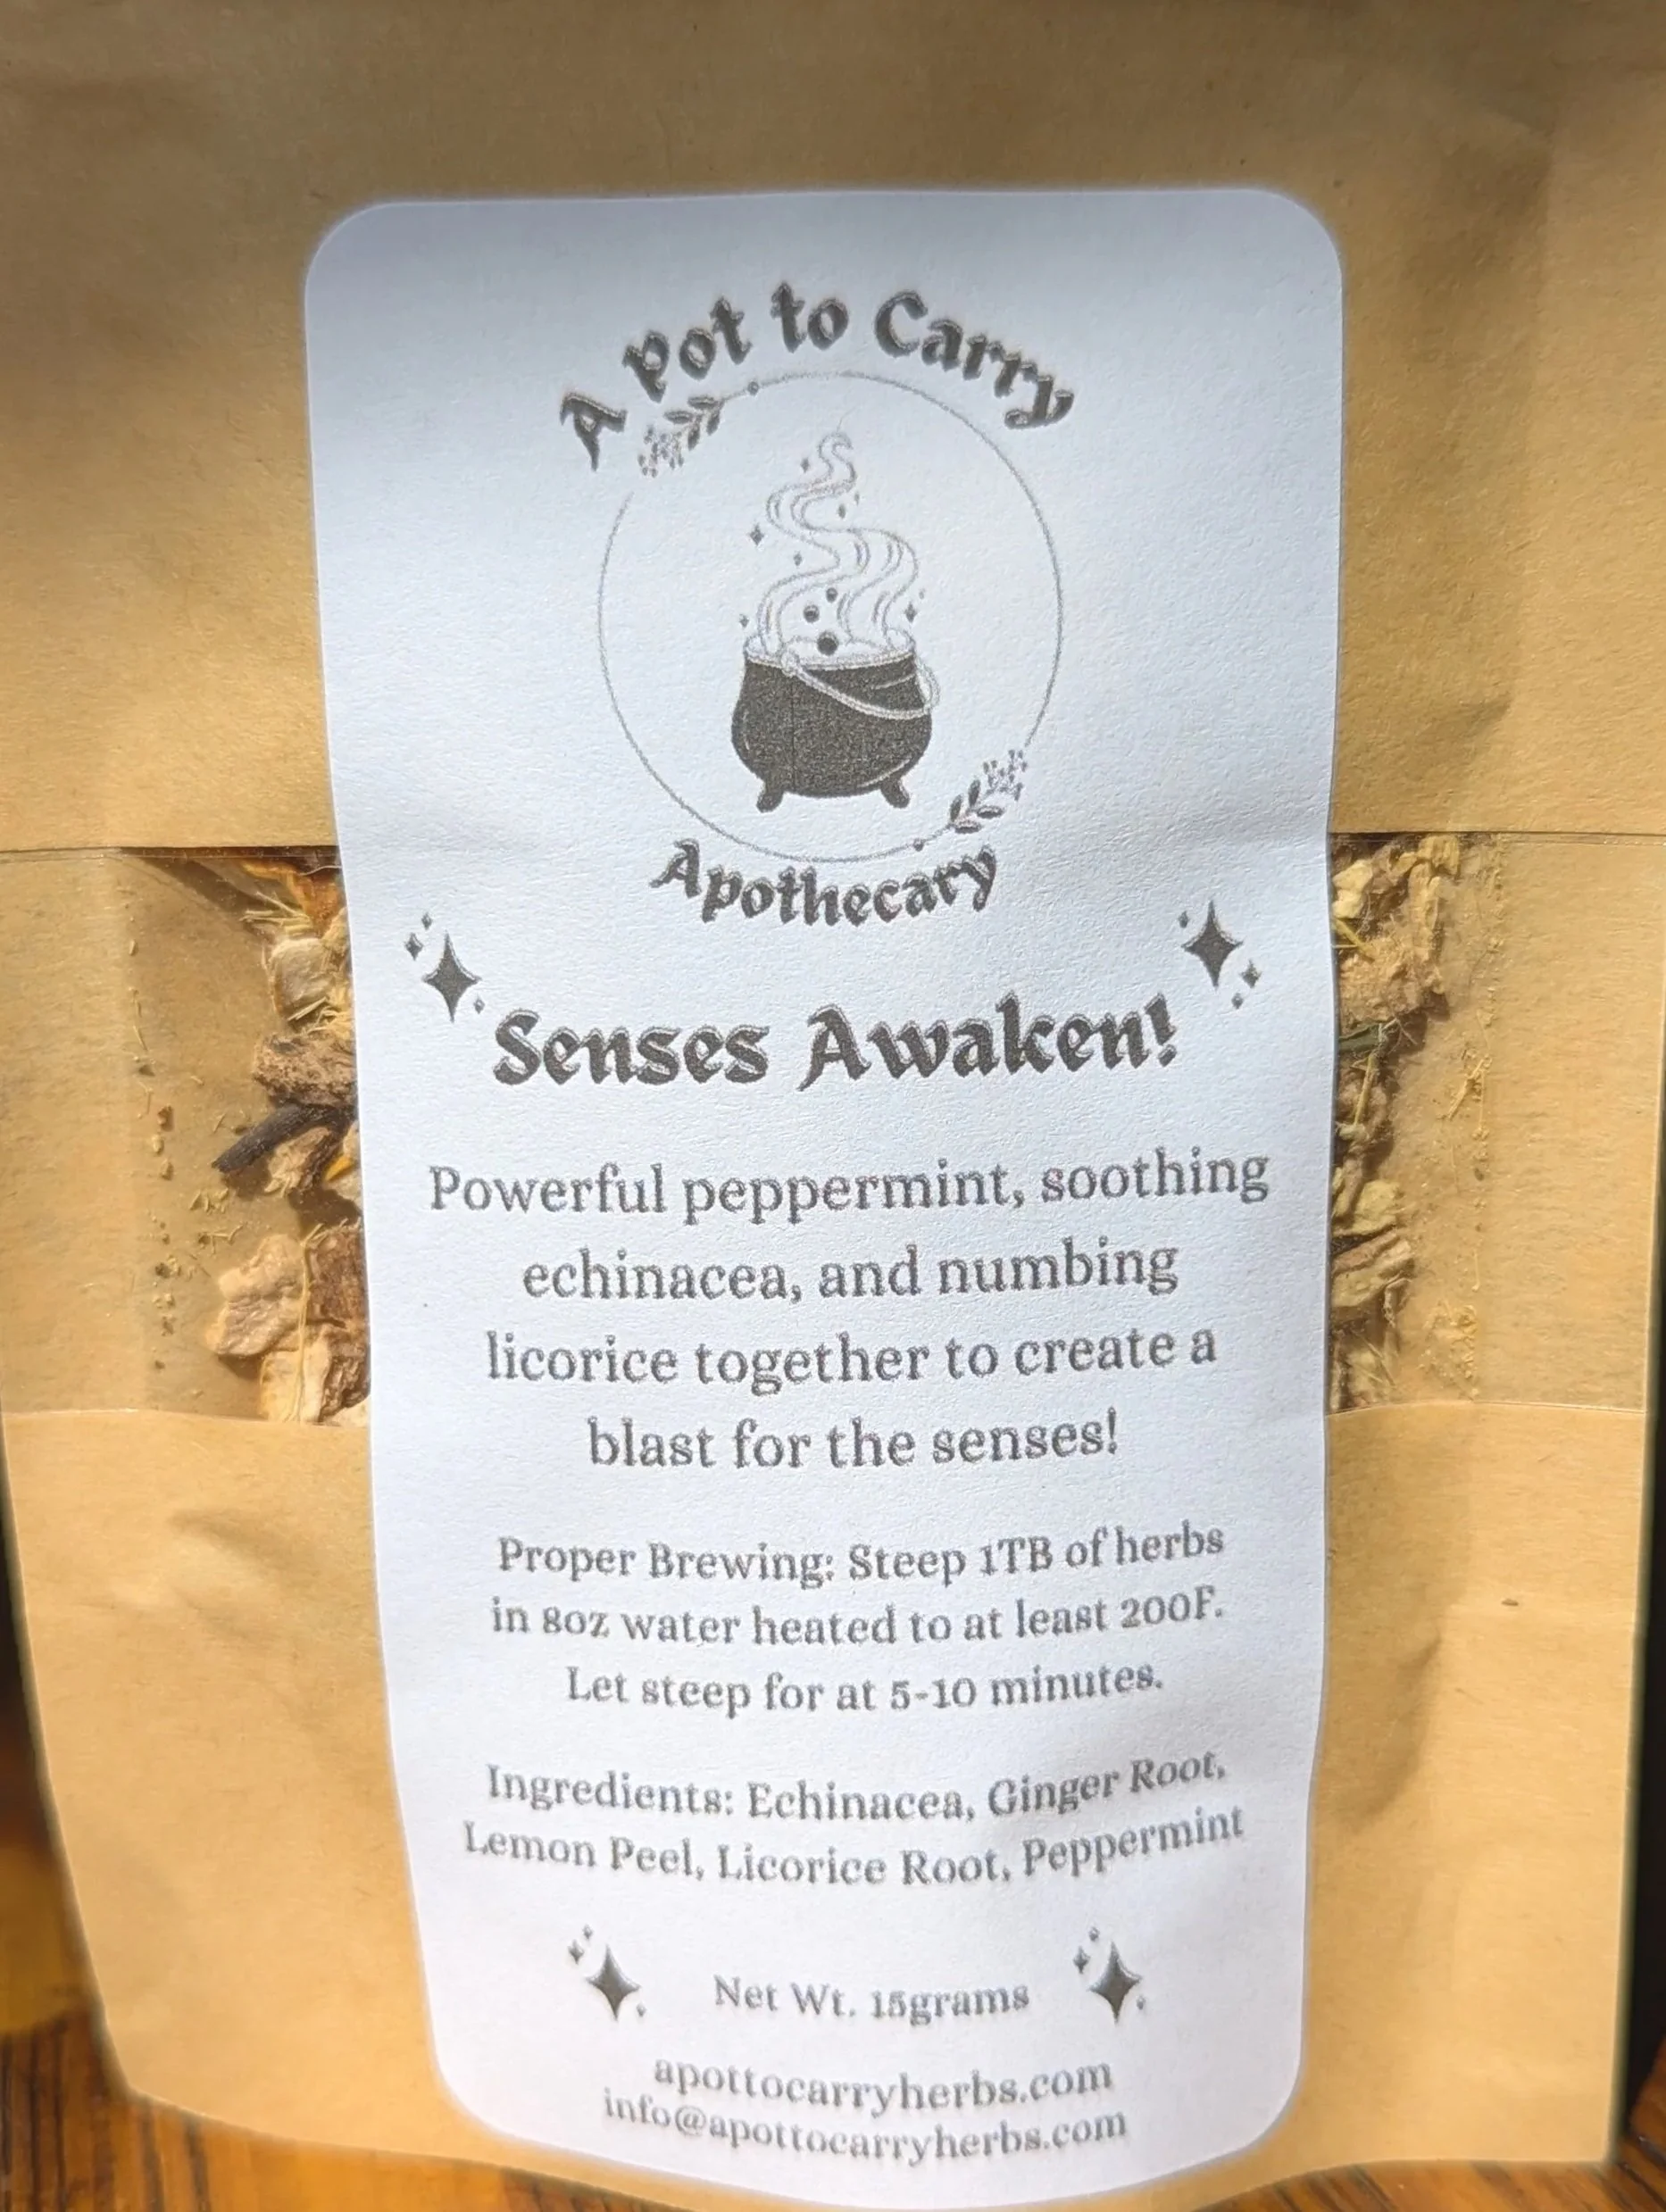 A Pot to Carry
Apothecary
Senses Awaken!
Powerful peppermint, soothing
echinacea, and numbing
licorice together to create a
blast for the senses!
Proper Brewing: Steep 1TB of herbs
in 8oz water heated to at least 200F.
Let steep for at 5-10 minutes.
Ingredients: Echinacea, Ginger Root,
Lemon Peel, Licorice Root, Peppermint
Net Wt. 15grams
apottocarryherbs.com
info@apottocarryherbs.com